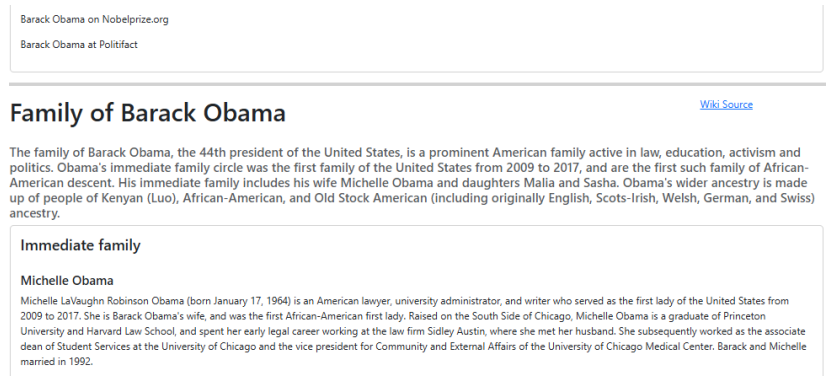 Barack Obama on Nobelprize.org
Barack Obama at Politifact
Family of Barack Obama
Wiki Source
The family of Barack Obama, the 44th president of the United States, is a prominent American family active in law, education, activism and
politics. Obama's immediate family circle was the first family of the United States from 2009 to 2017, and are the first such family of African-
American descent. His immediate family includes his wife Michelle Obama and daughters Malia and Sasha. Obama's wider ancestry is made
up of people of Kenyan (Luo), African-American, and Old Stock American (including originally English, Scots-Irish, Welsh, German, and Swiss)
ancestry.
Immediate family
Michelle Obama
Michelle LaVaughn Robinson Obama (born January 17, 1964) is an American lawyer, university administrator, and writer who served as the first lady of the United States from
2009 to 2017. She is Barack Obama's wife, and was the first African-American first lady. Raised on the South Side of Chicago, Michelle Obama is a graduate of Princeton
University and Harvard Law School, and spent her early legal career working at the law firm Sidley Austin, where she met her husband. She subsequently worked as the associate
dean of Student Services at the University of Chicago and the vice president for Community and External Affairs of the University of Chicago Medical Center. Barack and Michelle
married in 1992.